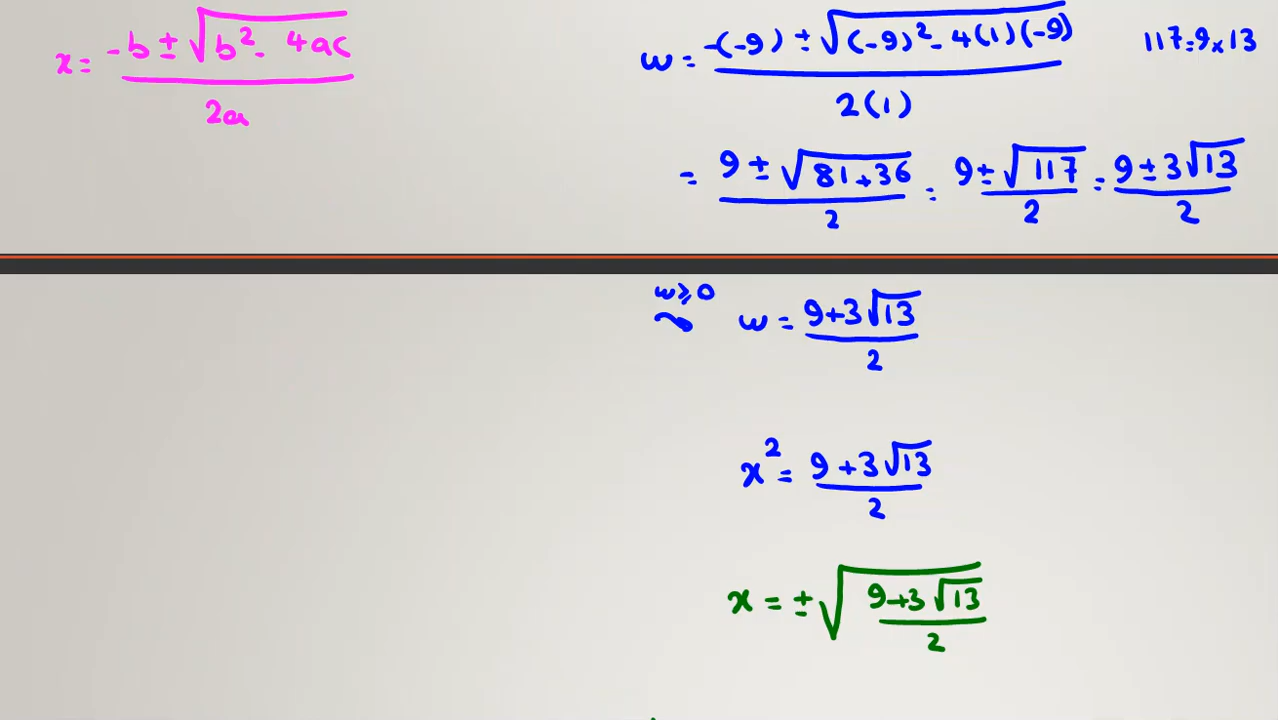 x = (-b ± √(b² - 4ac)) / 2a
w = (-(-9) ± √((-9)² - 4(1)(-9))) / 2(1)
117 = 9 × 13
= (9 ± √(81 + 36)) / 2 = (9 ± √117) / 2 = (9 ± 3√13) / 2
w ≥ 0
w = (9 + 3√13) / 2
x² = (9 + 3√13) / 2
x = ± √((9 + 3√13) / 2)